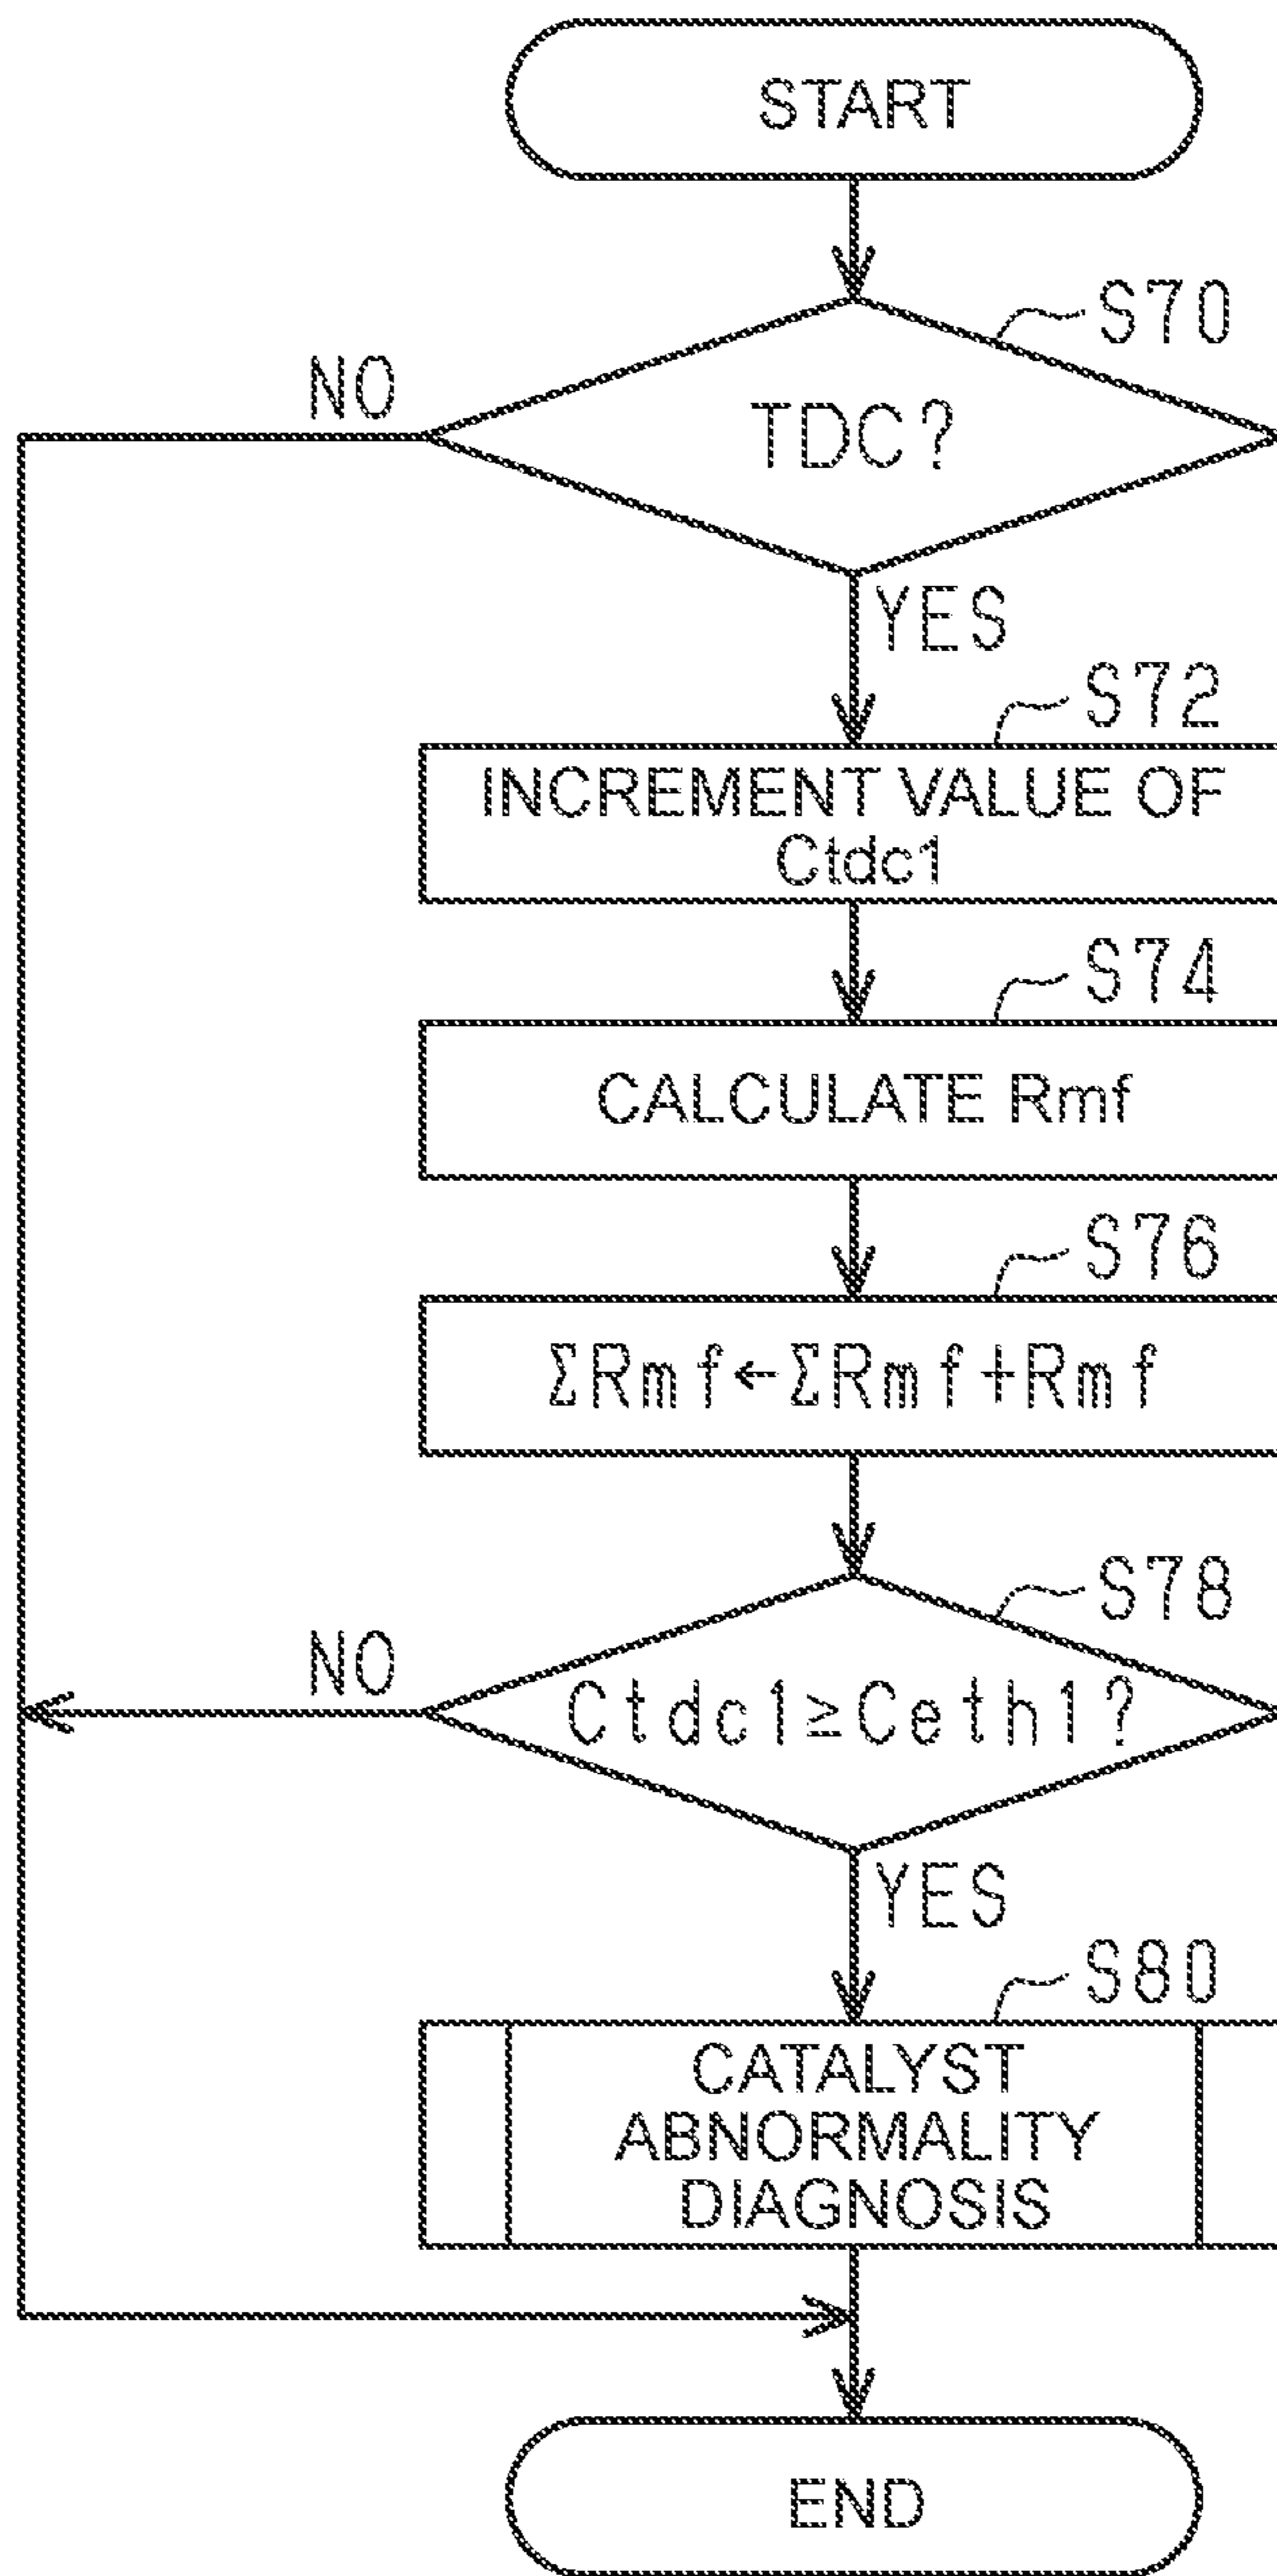 START
S70
NO
TDC?
YES
S72
INCREMENT VALUE OF
Ctdc1
S74
CALCULATE Rmf
S76
ΣRmf←ΣRmf+Rmf
S78
NO
Ctdc1≥Ceth1?
YES
S80
CATALYST
ABNORMALITY
DIAGNOSIS
END